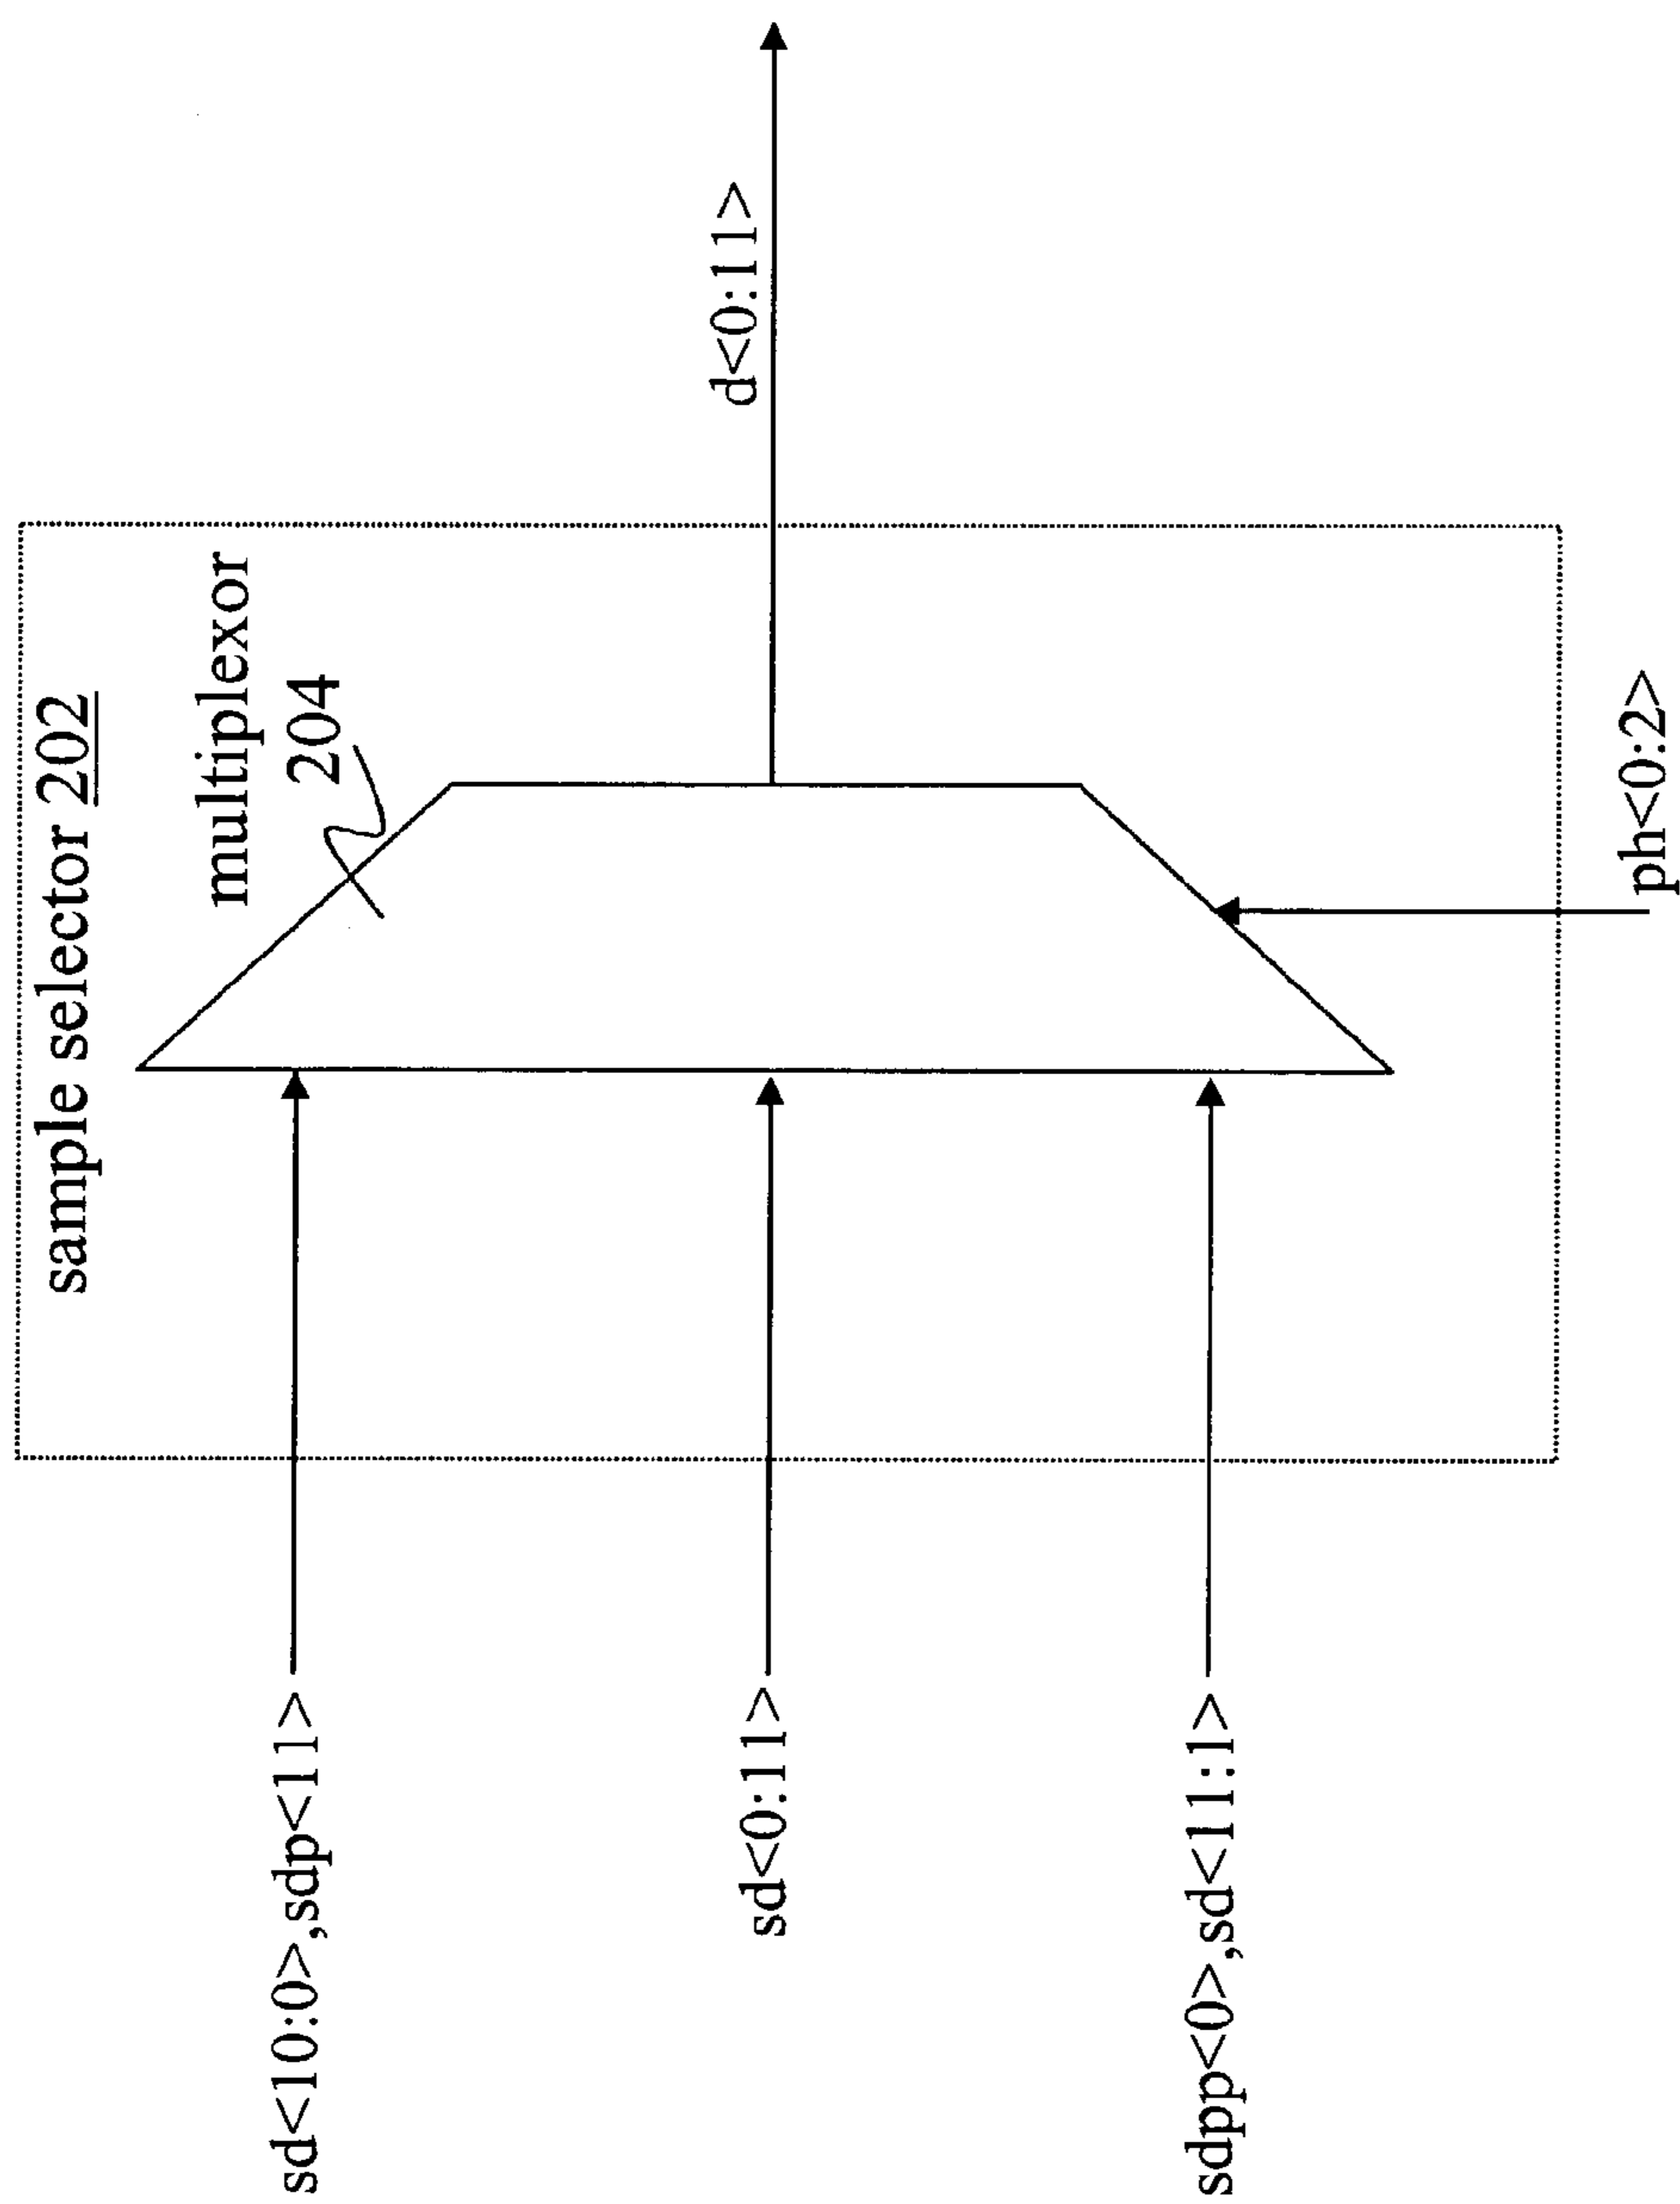 sample selector 202
multiplexor
204
sd<10:0>,sdp<11>
sd<0:11>
sdpp<0>,sd<11:1>
d<0:11>
ph<0:2>